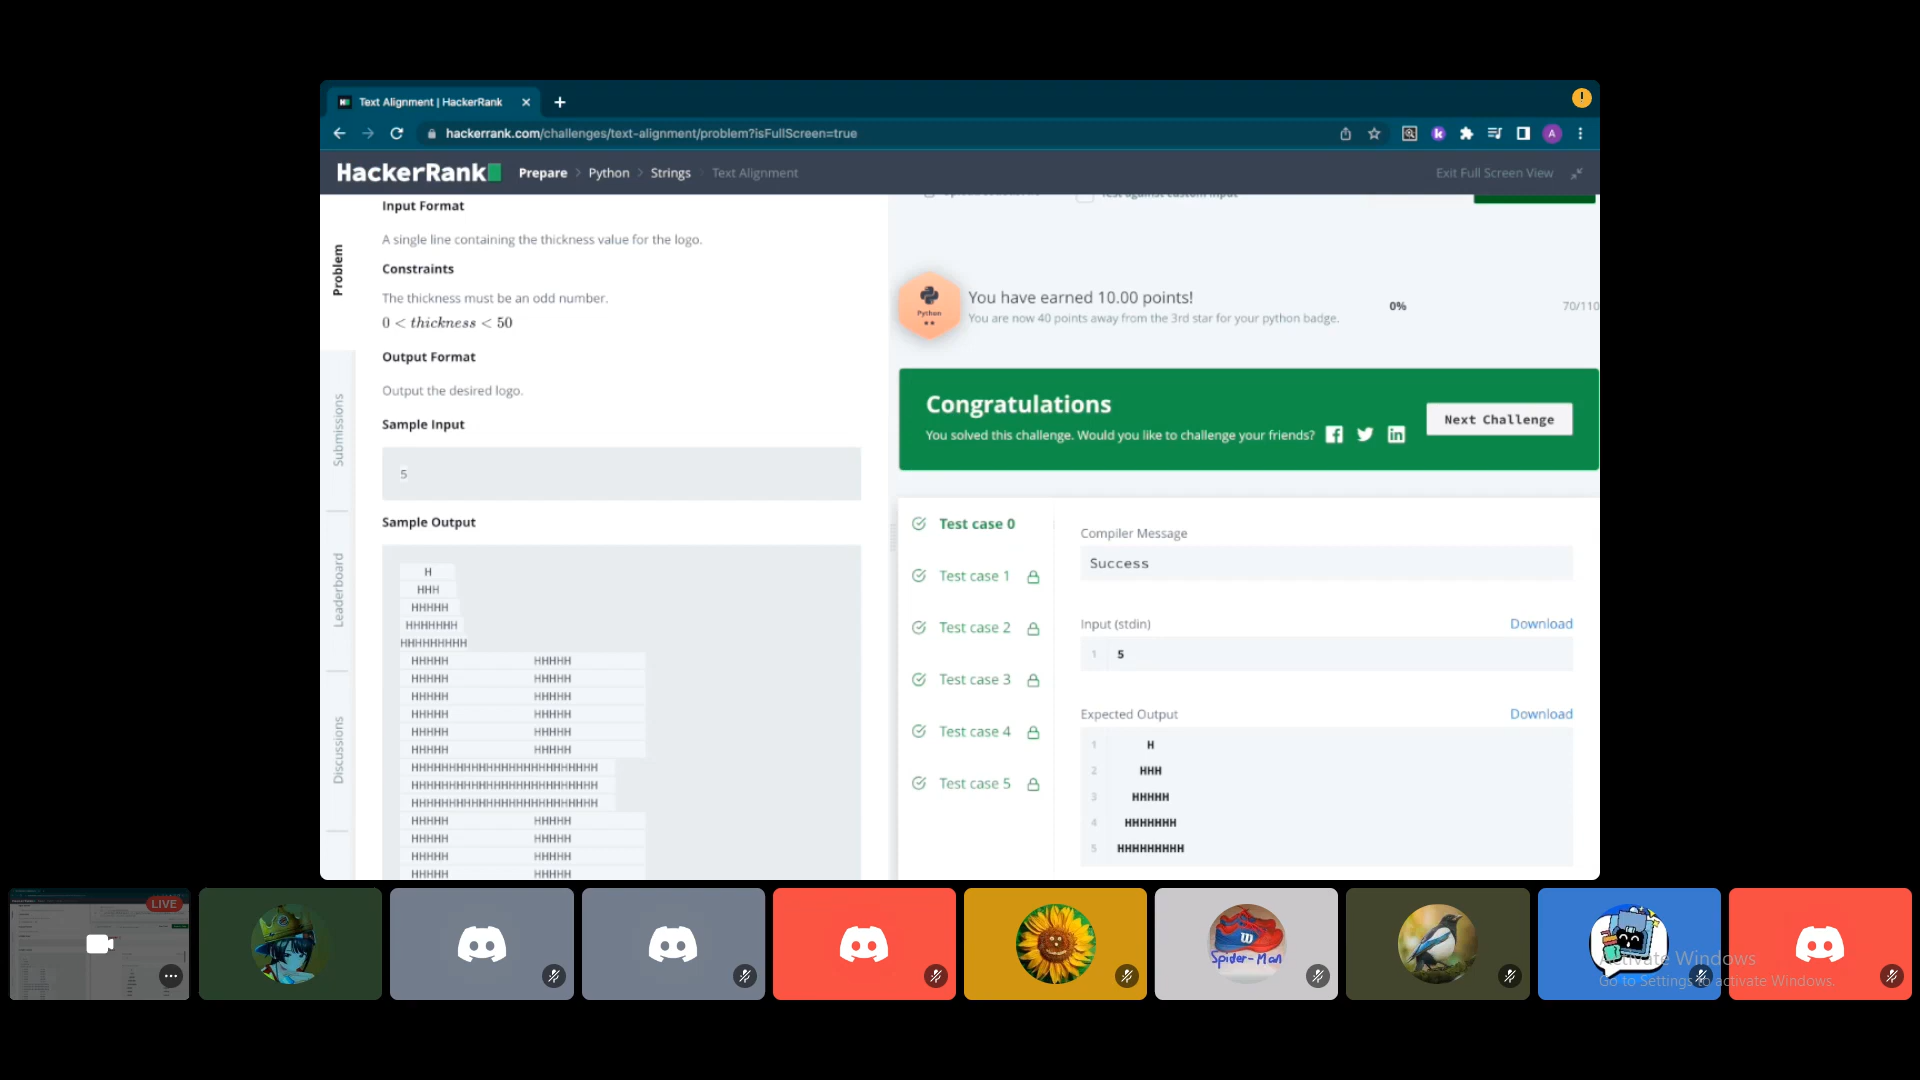 Text Alignment | HackerRank
hackerrank.com/challenges/text-alignment/problem?isFullScreen=true
HackerRank
Prepare > Python > Strings > Text Alignment
Exit Full Screen View
Problem
Submissions
Leaderboard
Discussions
Input Format
A single line containing the thickness value for the logo.
Constraints
The thickness must be an odd number.
0 < thickness < 50
Output Format
Output the desired logo.
Sample Input
5
Sample Output
H
HHH
HHHHH
HHHHHHH
HHHHHHHHH
HHHHH HHHHH
HHHHH HHHHH
HHHHH HHHHH
HHHHH HHHHH
HHHHH HHHHH
HHHHH HHHHH
HHHHHHHHHHHHHHHHHHHHHHHHH
HHHHHHHHHHHHHHHHHHHHHHHHH
HHHHHHHHHHHHHHHHHHHHHHHHH
HHHHH HHHHH
HHHHH HHHHH
HHHHH HHHHH
HHHHH HHHHH
Test against custom input
Python
You have earned 10.00 points!
You are now 40 points away from the 3rd star for your python badge.
0%
70/110
Congratulations
You solved this challenge. Would you like to challenge your friends?
Next Challenge
Test case 0
Test case 1
Test case 2
Test case 3
Test case 4
Test case 5
Compiler Message
Success
Input (stdin)
Download
1 5
Expected Output
Download
1 H
2 HHH
3 HHHHH
4 HHHHHHH
5 HHHHHHHHH
LIVE
Spider-Man
Activate Windows
Go to Settings to activate Windows.